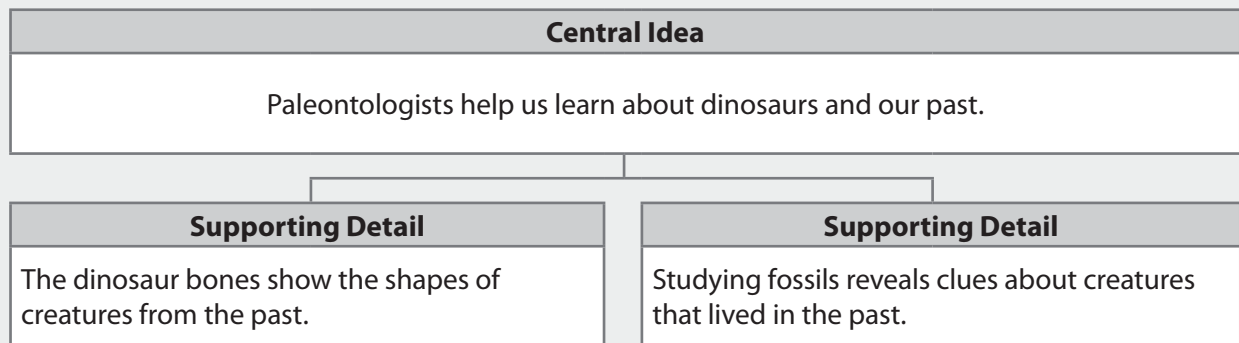 Central Idea
Paleontologists help us learn about dinosaurs and our past.
Supporting Detail
The dinosaur bones show the shapes of
creatures from the past.
Supporting Detail
Studying fossils reveals clues about creatures
that lived in the past.